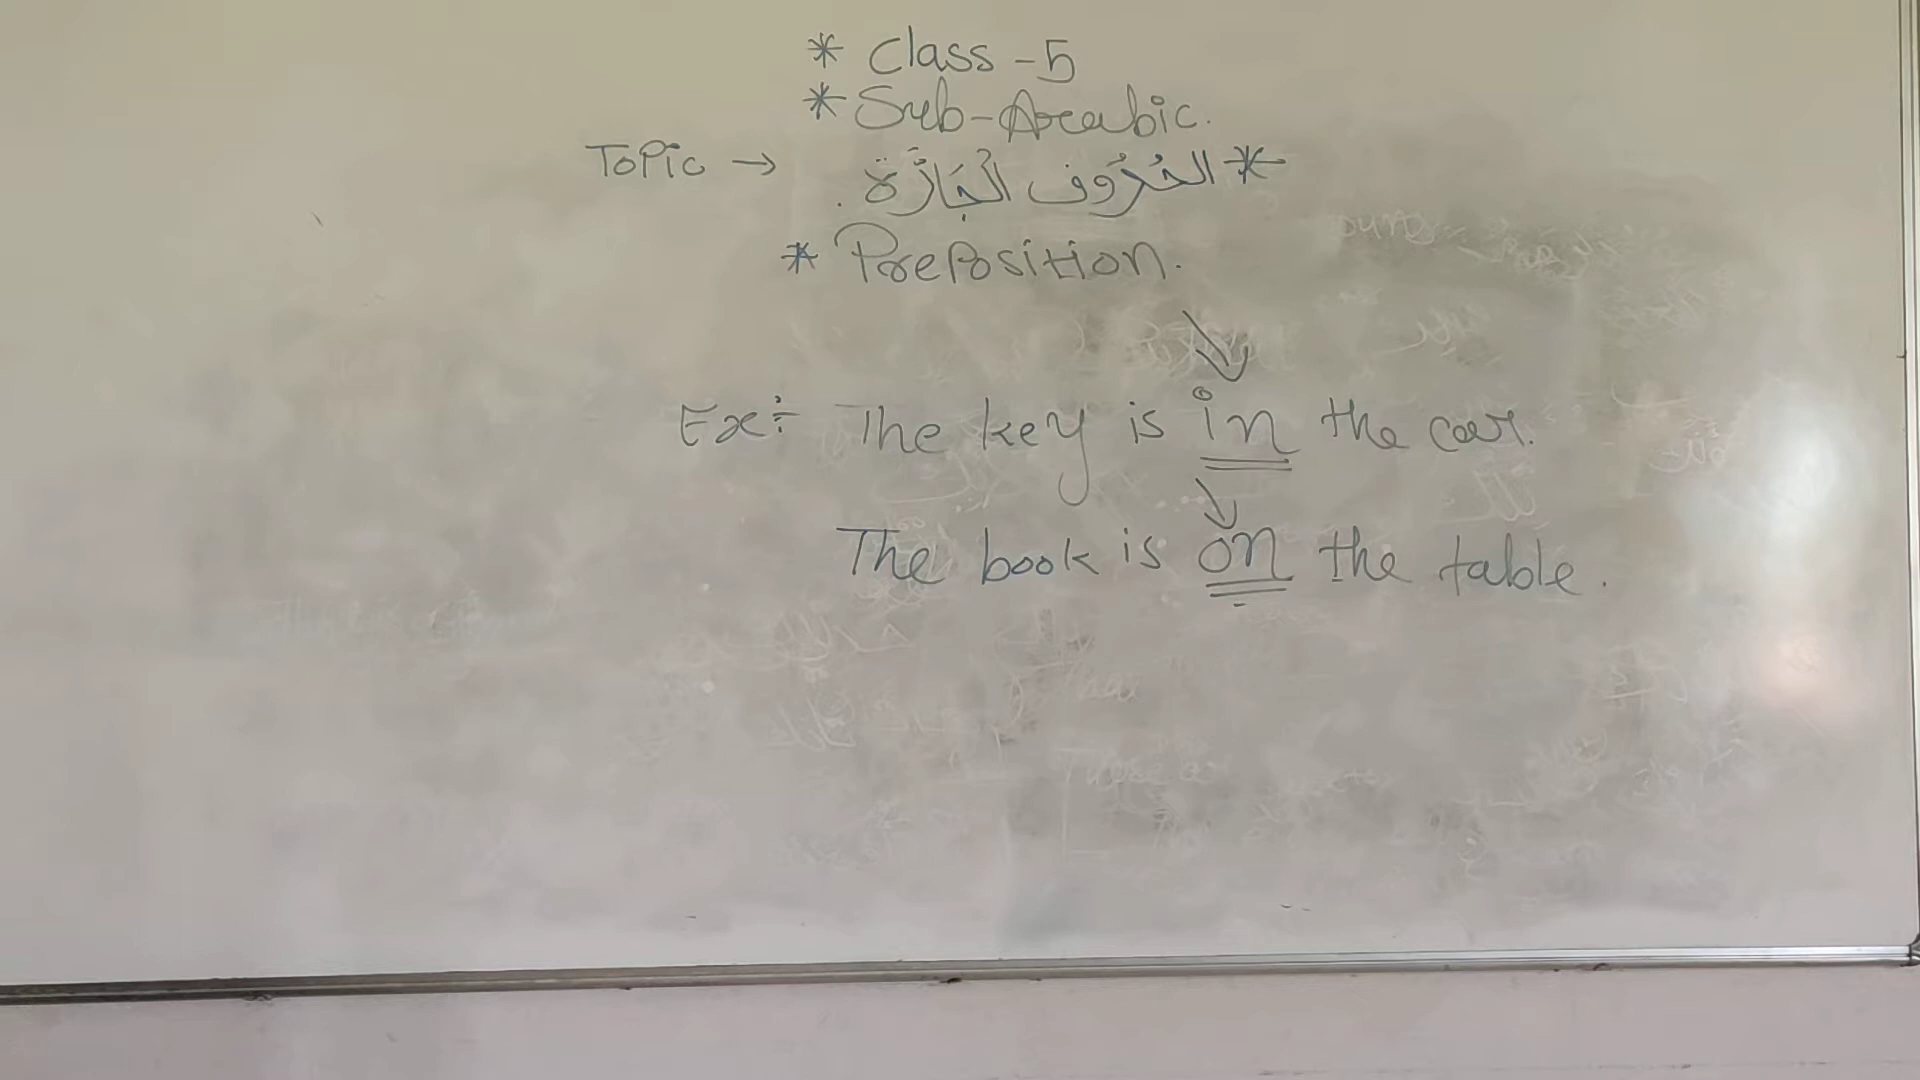 * Class - 5
* Sub - Arabic.
Topic → * الحُرُوف الْجَارَّة .
* Preposition.
Ex:- The key is in the car.
The book is on the table.